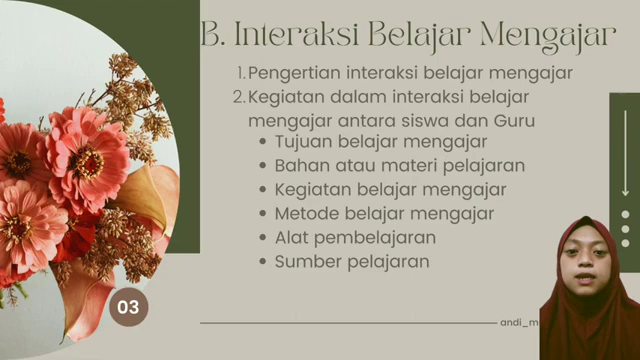 B. Interaksi Belajar Mengajar
1. Pengertian interaksi belajar mengajar
2. Kegiatan dalam interaksi belajar
mengajar antara siswa dan Guru
• Tujuan belajar mengajar
• Bahan atau materi pelajaran
• Kegiatan belajar mengajar
• Metode belajar mengajar
• Alat pembelajaran
• Sumber pelajaran
03
andi_m